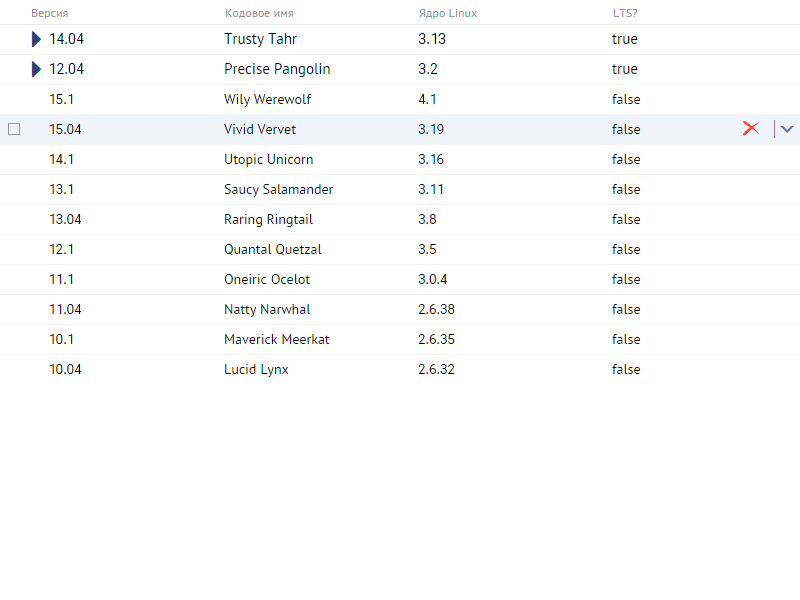 Версия Кодовое имя Ядро Linux LTS?
14.04 Trusty Tahr 3.13 true
12.04 Precise Pangolin 3.2 true
15.1 Wily Werewolf 4.1 false
15.04 Vivid Vervet 3.19 false
14.1 Utopic Unicorn 3.16 false
13.1 Saucy Salamander 3.11 false
13.04 Raring Ringtail 3.8 false
12.1 Quantal Quetzal 3.5 false
11.1 Oneiric Ocelot 3.0.4 false
11.04 Natty Narwhal 2.6.38 false
10.1 Maverick Meerkat 2.6.35 false
10.04 Lucid Lynx 2.6.32 false